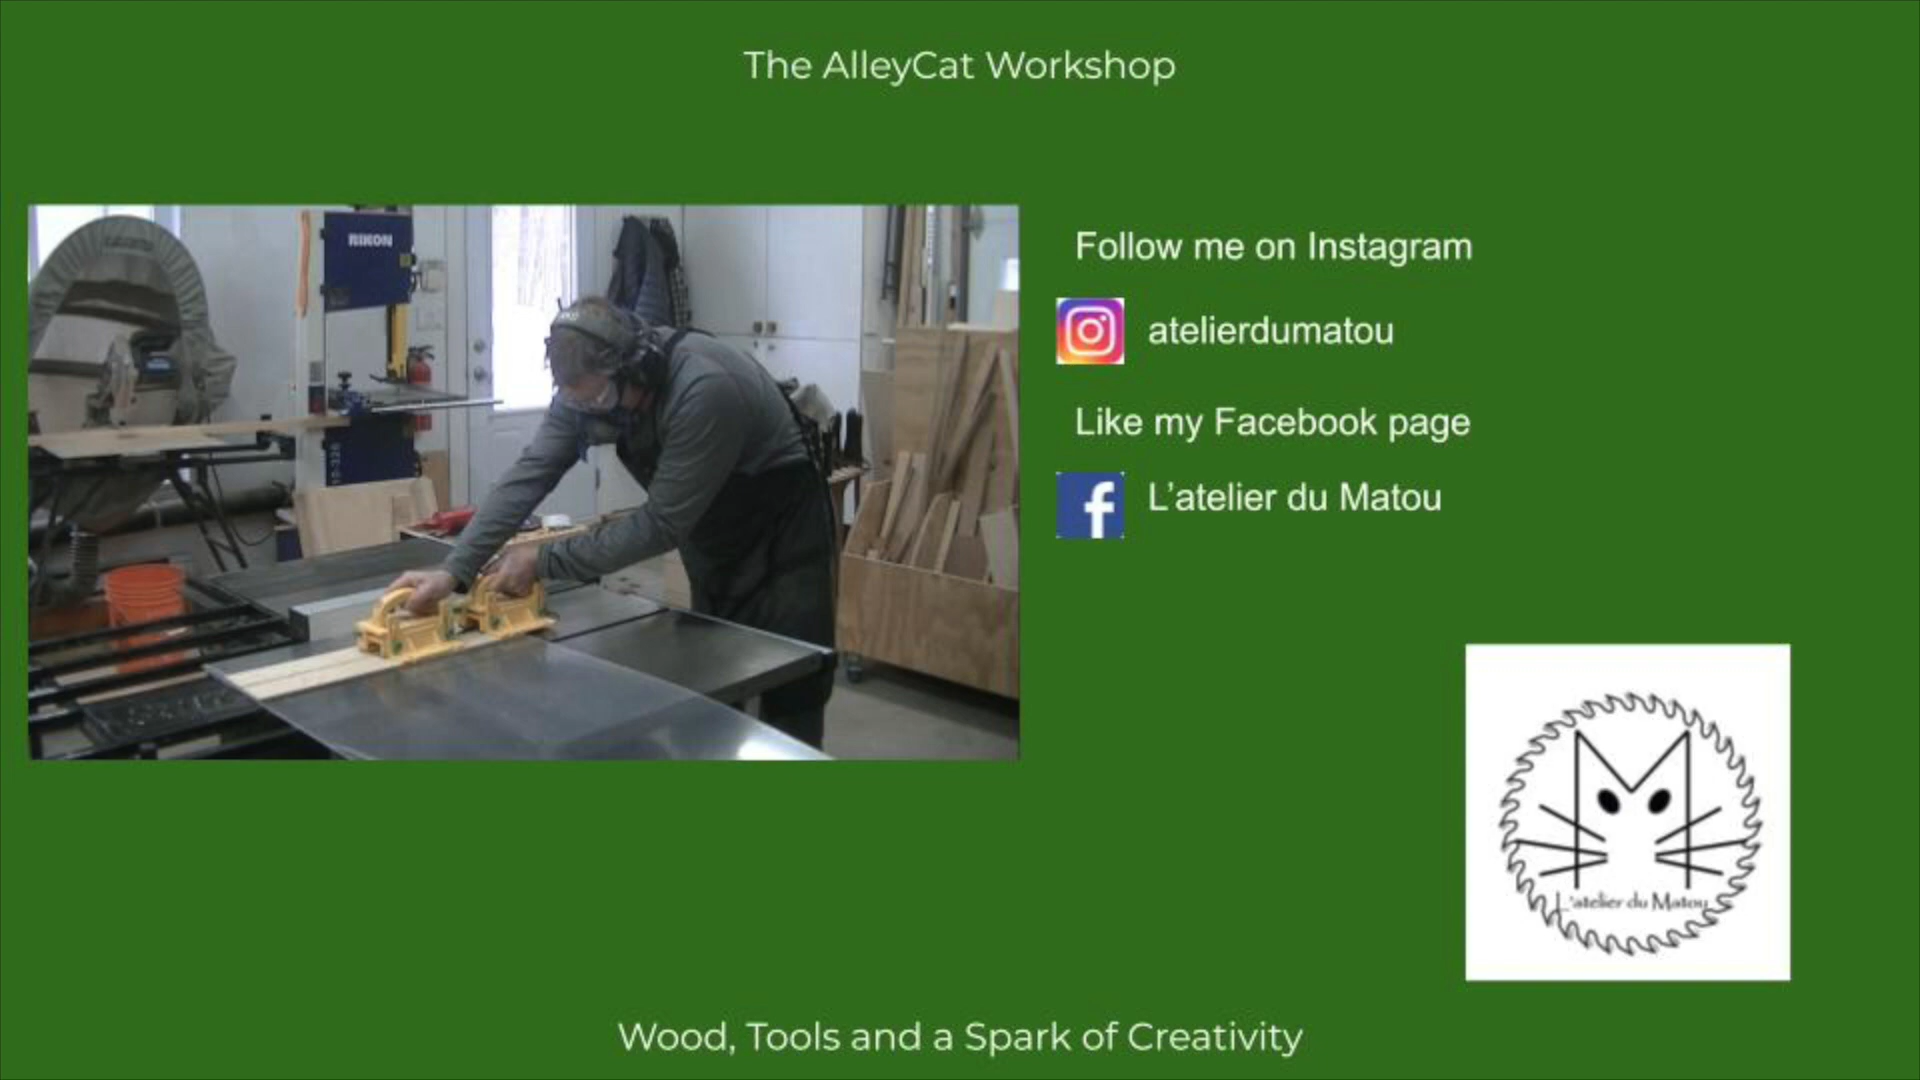 The AlleyCat Workshop
RIKON
Follow me on Instagram
atelierdumatou
Like my Facebook page
L’atelier du Matou
L'atelier du Matou
Wood, Tools and a Spark of Creativity